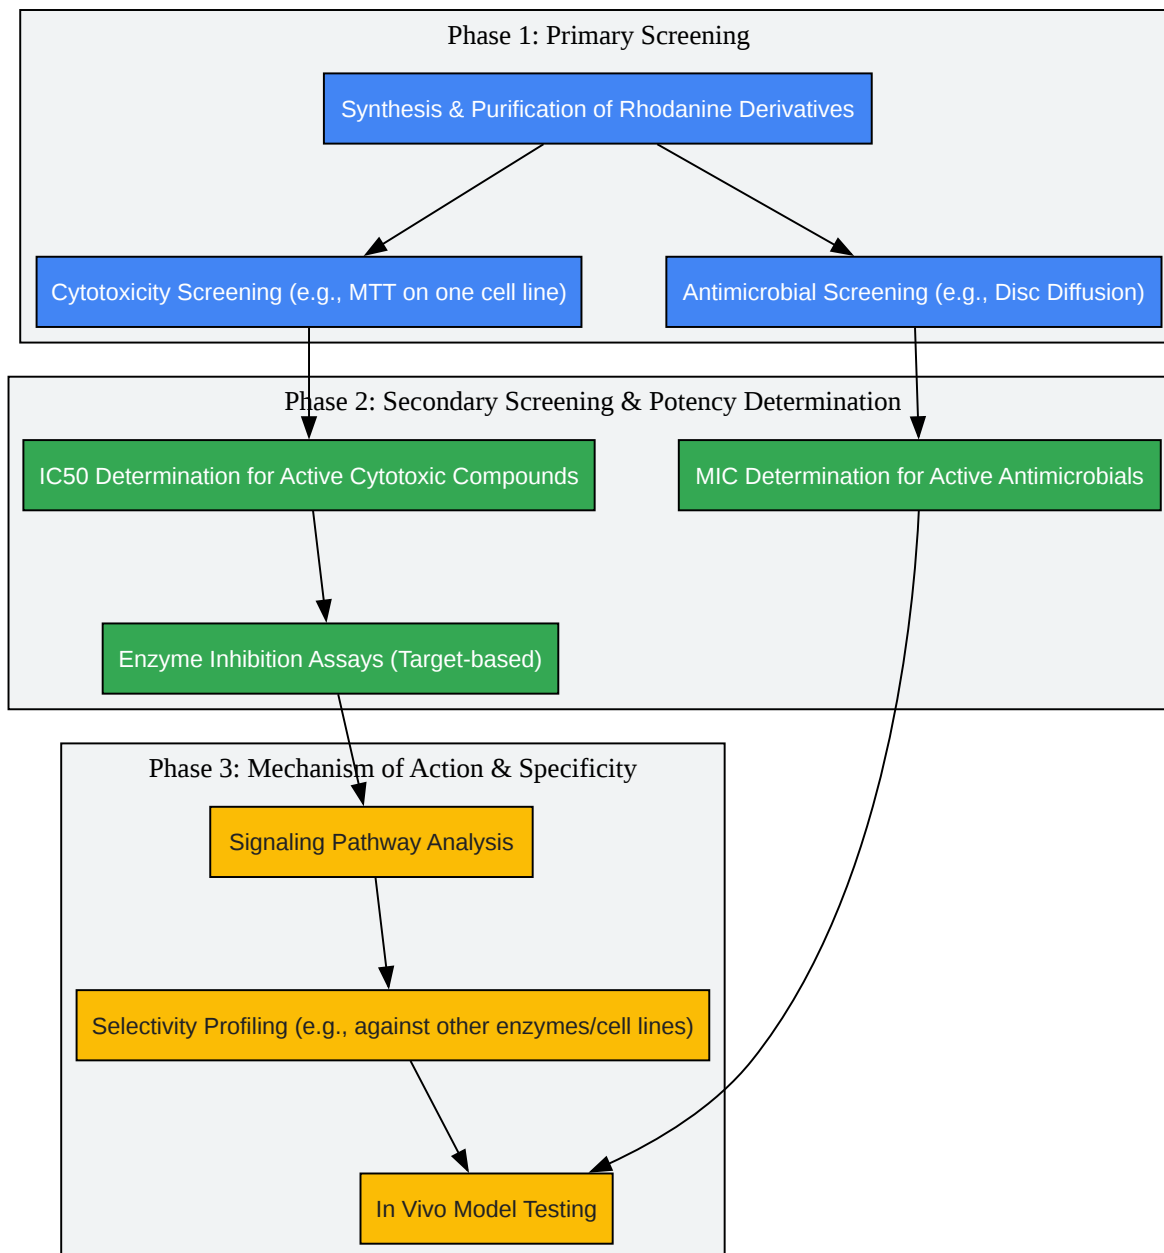 Phase 1: Primary Screening
Synthesis & Purification of Rhodanine Derivatives
Cytotoxicity Screening (e.g., MTT on one cell line)
Antimicrobial Screening (e.g., Disc Diffusion)
Phase 2: Secondary Screening & Potency Determination
IC50 Determination for Active Cytotoxic Compounds
MIC Determination for Active Antimicrobials
Enzyme Inhibition Assays (Target-based)
Phase 3: Mechanism of Action & Specificity
Signaling Pathway Analysis
Selectivity Profiling (e.g., against other enzymes/cell lines)
In Vivo Model Testing